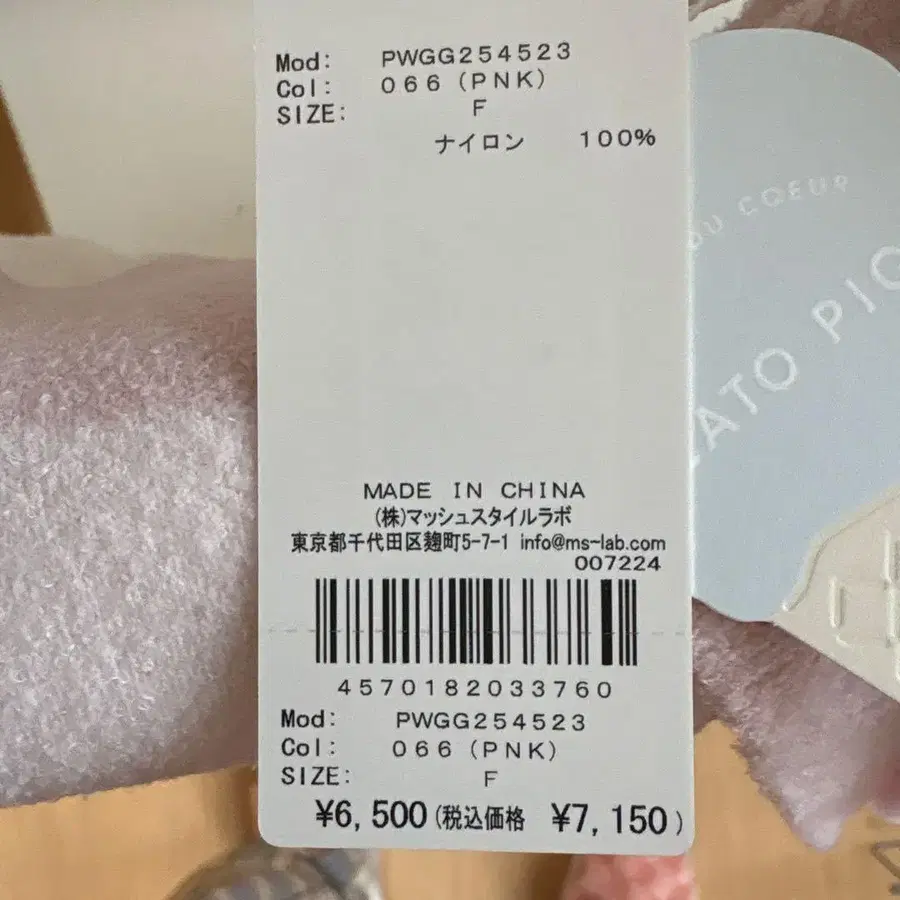 Mod: PWGG254523
Col: 066 (PNK)
SIZE: F
ナイロン 100%
MADE IN CHINA
(株)マッシュスタイルラボ
東京都千代田区麹町5-7-1 info@ms-lab.com
007224
4570182033760
Mod: PWGG254523
Col: 066 (PNK)
SIZE: F
¥6,500(税込価格 ¥7,150)
DU COEUR